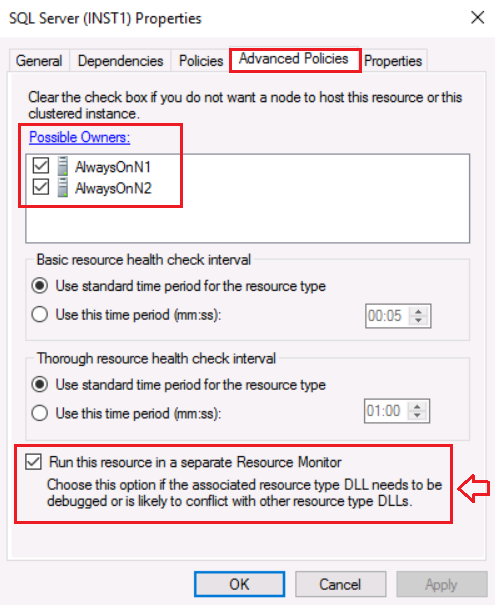 SQL Server (INST1) Properties
General Dependencies Policies Advanced Policies Properties
Clear the check box if you do not want a node to host this resource or this
clustered instance.
Possible Owners:
AlwaysOnN1
AlwaysOnN2
Basic resource health check interval
Use standard time period for the resource type
Use this time period (mm:ss): 00:05
Thorough resource health check interval
Use standard time period for the resource type
Use this time period (mm:ss): 01:00
Run this resource in a separate Resource Monitor
Choose this option if the associated resource type DLL needs to be
debugged or is likely to conflict with other resource type DLLs.
OK Cancel Apply